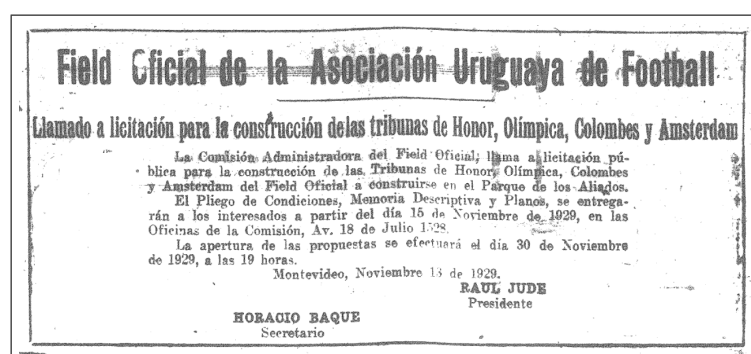 Field Oficial de la Asociación Uruguaya de Football
Llamado a licitación para la construcción de las tribunas de Honor, Olímpica, Colombes y Amsterdam
La Comisión Administradora del Field Oficial, llama a licitación pú-
blica para la construcción de las Tribunas de Honor, Olímpica, Colombes
y Amsterdam del Field Oficial a construirse en el Parque de los Aliados.
El Pliego de Condiciones, Memoria Descriptiva y Planos, se entrega-
rán a los interesados a partir del día 15 de Noviembre de 1929, en las
Oficinas de la Comisión, Av. 18 de Julio
La apertura de las propuestas se efectuará el día 30 de Noviembre
de 1929, a las 19 horas.
Montevideo, Noviembre 13 de 1929.
RAUL JUDE
Presidente
HORACIO BAQUE
Secretario